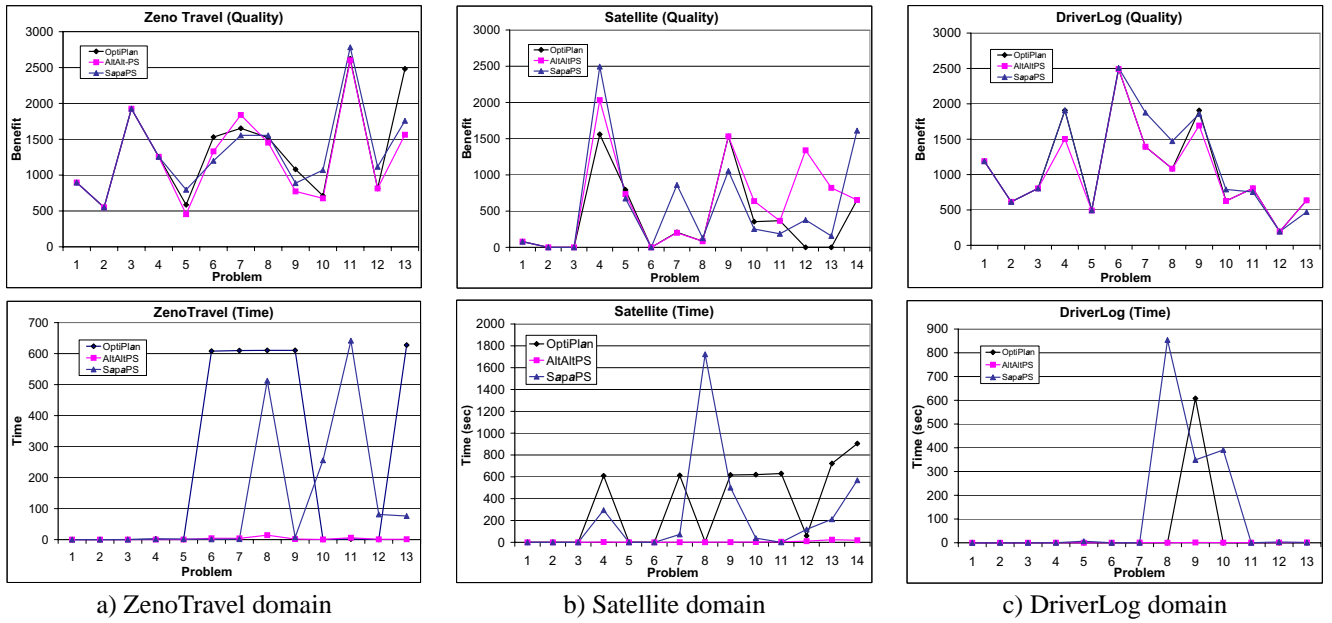 Zeno Travel (Quality)
3000
2500
2000
1500
1000
500
0
Benefit
OptiPlan
AltAlt-PS
SapaPS
1 2 3 4 5 6 7 8 9 10 11 12 13
Problem
Satellite (Quality)
3000
2500
2000
1500
1000
500
0
Benefit
OptiPlan
AltAltPS
SapaPS
1 2 3 4 5 6 7 8 9 10 11 12 13 14
Problem
DriverLog (Quality)
3000
2500
2000
1500
1000
500
0
Benefit
OptiPlan
AltAltPS
SapaPS
1 2 3 4 5 6 7 8 9 10 11 12 13
Problem
ZenoTravel (Time)
700
600
500
400
300
200
100
0
Time
OptiPlan
AltAltPS
SapaPS
1 2 3 4 5 6 7 8 9 10 11 12 13
Problem
Satellite (Time)
2000
1800
1600
1400
1200
1000
800
600
400
200
0
Time (sec)
OptiPlan
AltAltPS
SapaPS
1 2 3 4 5 6 7 8 9 10 11 12 13 14
Problem
DriverLog (Time)
900
800
700
600
500
400
300
200
100
0
Time (sec)
OptiPlan
AltAltPS
SapaPS
1 2 3 4 5 6 7 8 9 10 11 12 13
Problem
a) ZenoTravel domain
b) Satellite domain
c) DriverLog domain